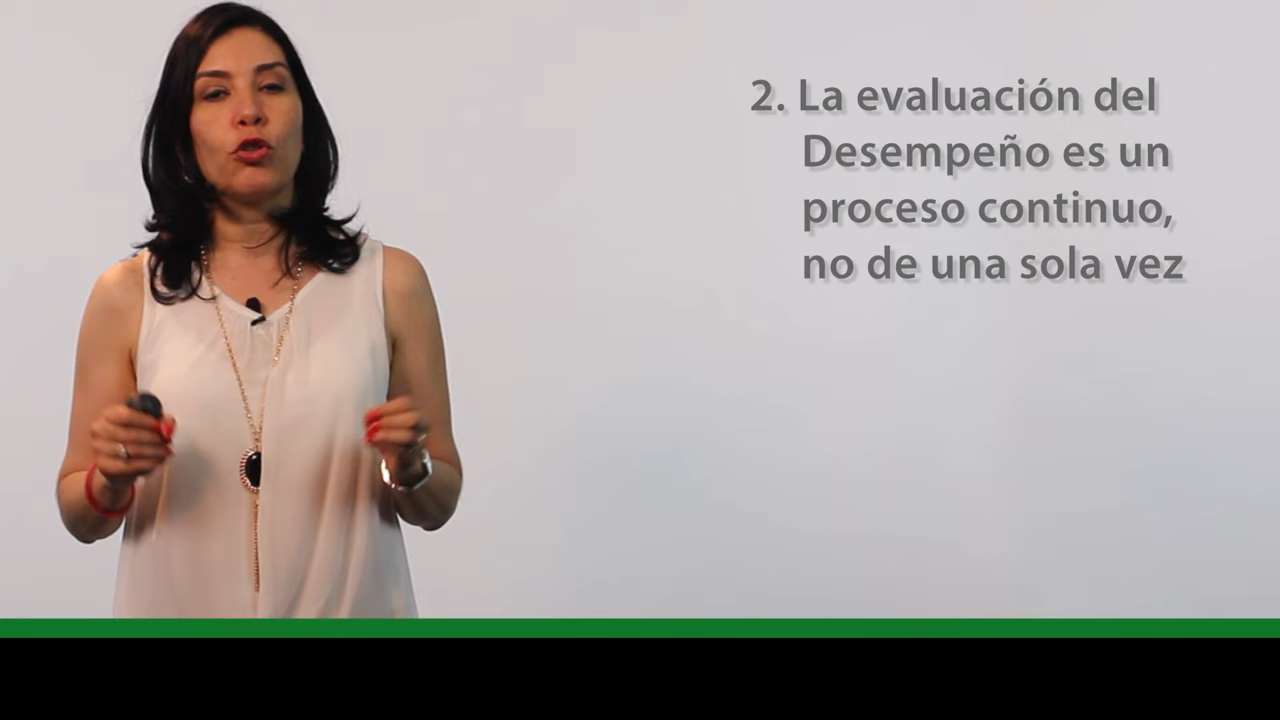 2. La evaluación del
Desempeño es un
proceso continuo,
no de una sola vez